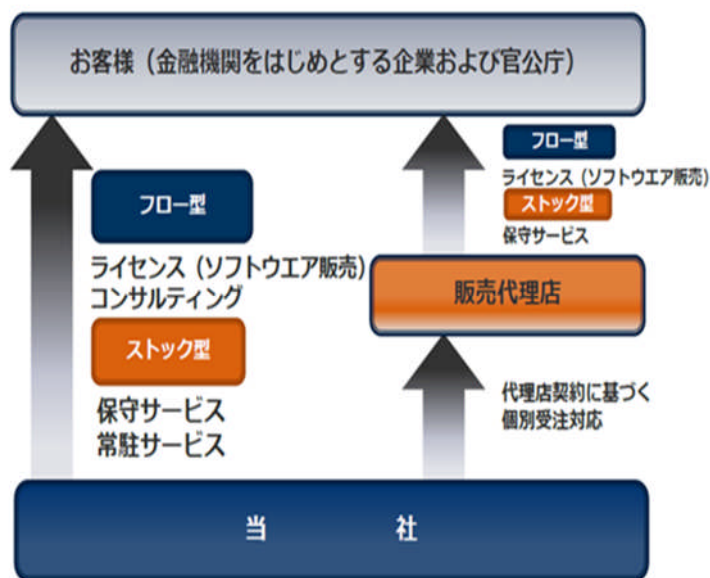 お客様（金融機関をはじめとする企業および官公庁）
フロー型
ライセンス（ソフトウエア販売）
コンサルティング
ストック型
保守サービス
常駐サービス
フロー型
ライセンス（ソフトウエア販売）
ストック型
保守サービス
販売代理店
代理店契約に基づく
個別受注対応
当 社